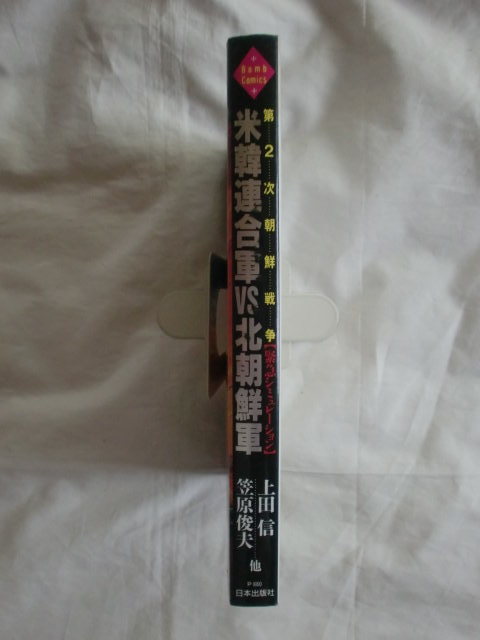 Bomb
Comics
第2次朝鮮戦争
【緊急シミュレーション】
米韓連合軍VS.北朝鮮軍
上田 信
笠原俊夫
他
日本出版社